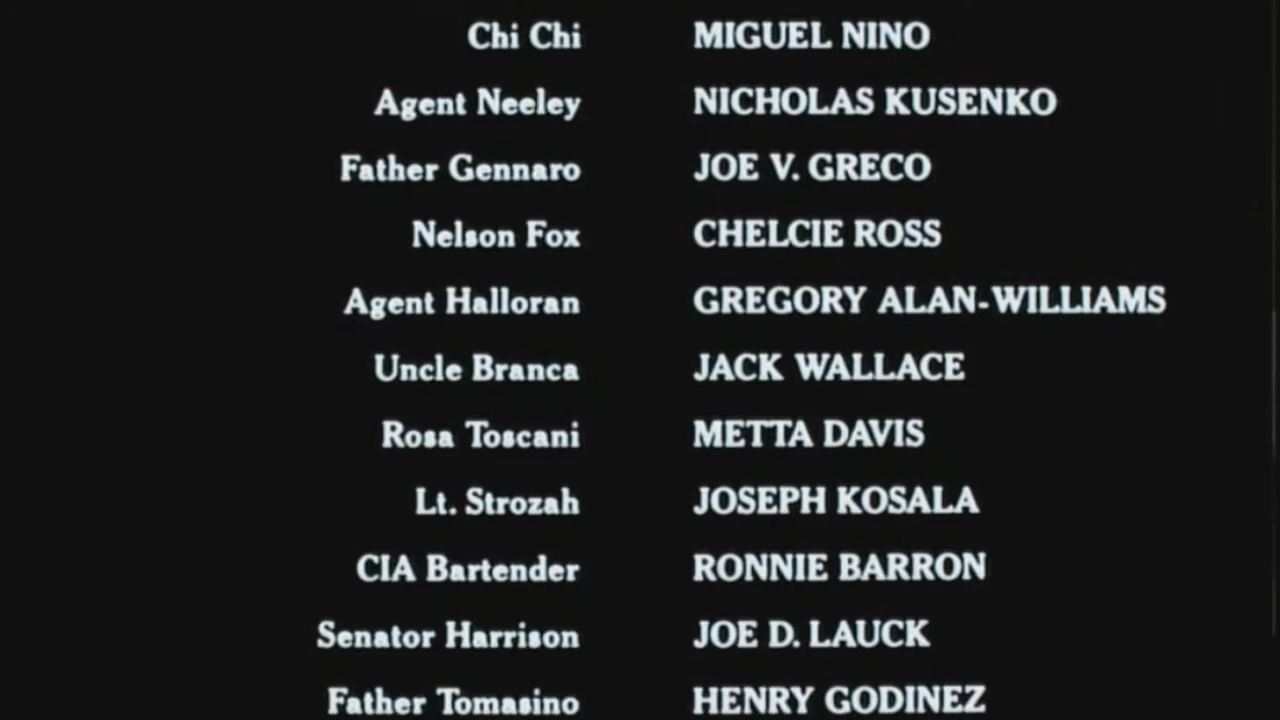 Chi Chi MIGUEL NINO
Agent Neeley NICHOLAS KUSENKO
Father Gennaro JOE V. GRECO
Nelson Fox CHELCIE ROSS
Agent Halloran GREGORY ALAN-WILLIAMS
Uncle Branca JACK WALLACE
Rosa Toscani METTA DAVIS
Lt. Strozah JOSEPH KOSALA
CIA Bartender RONNIE BARRON
Senator Harrison JOE D. LAUCK
Father Tomasino HENRY GODINEZ